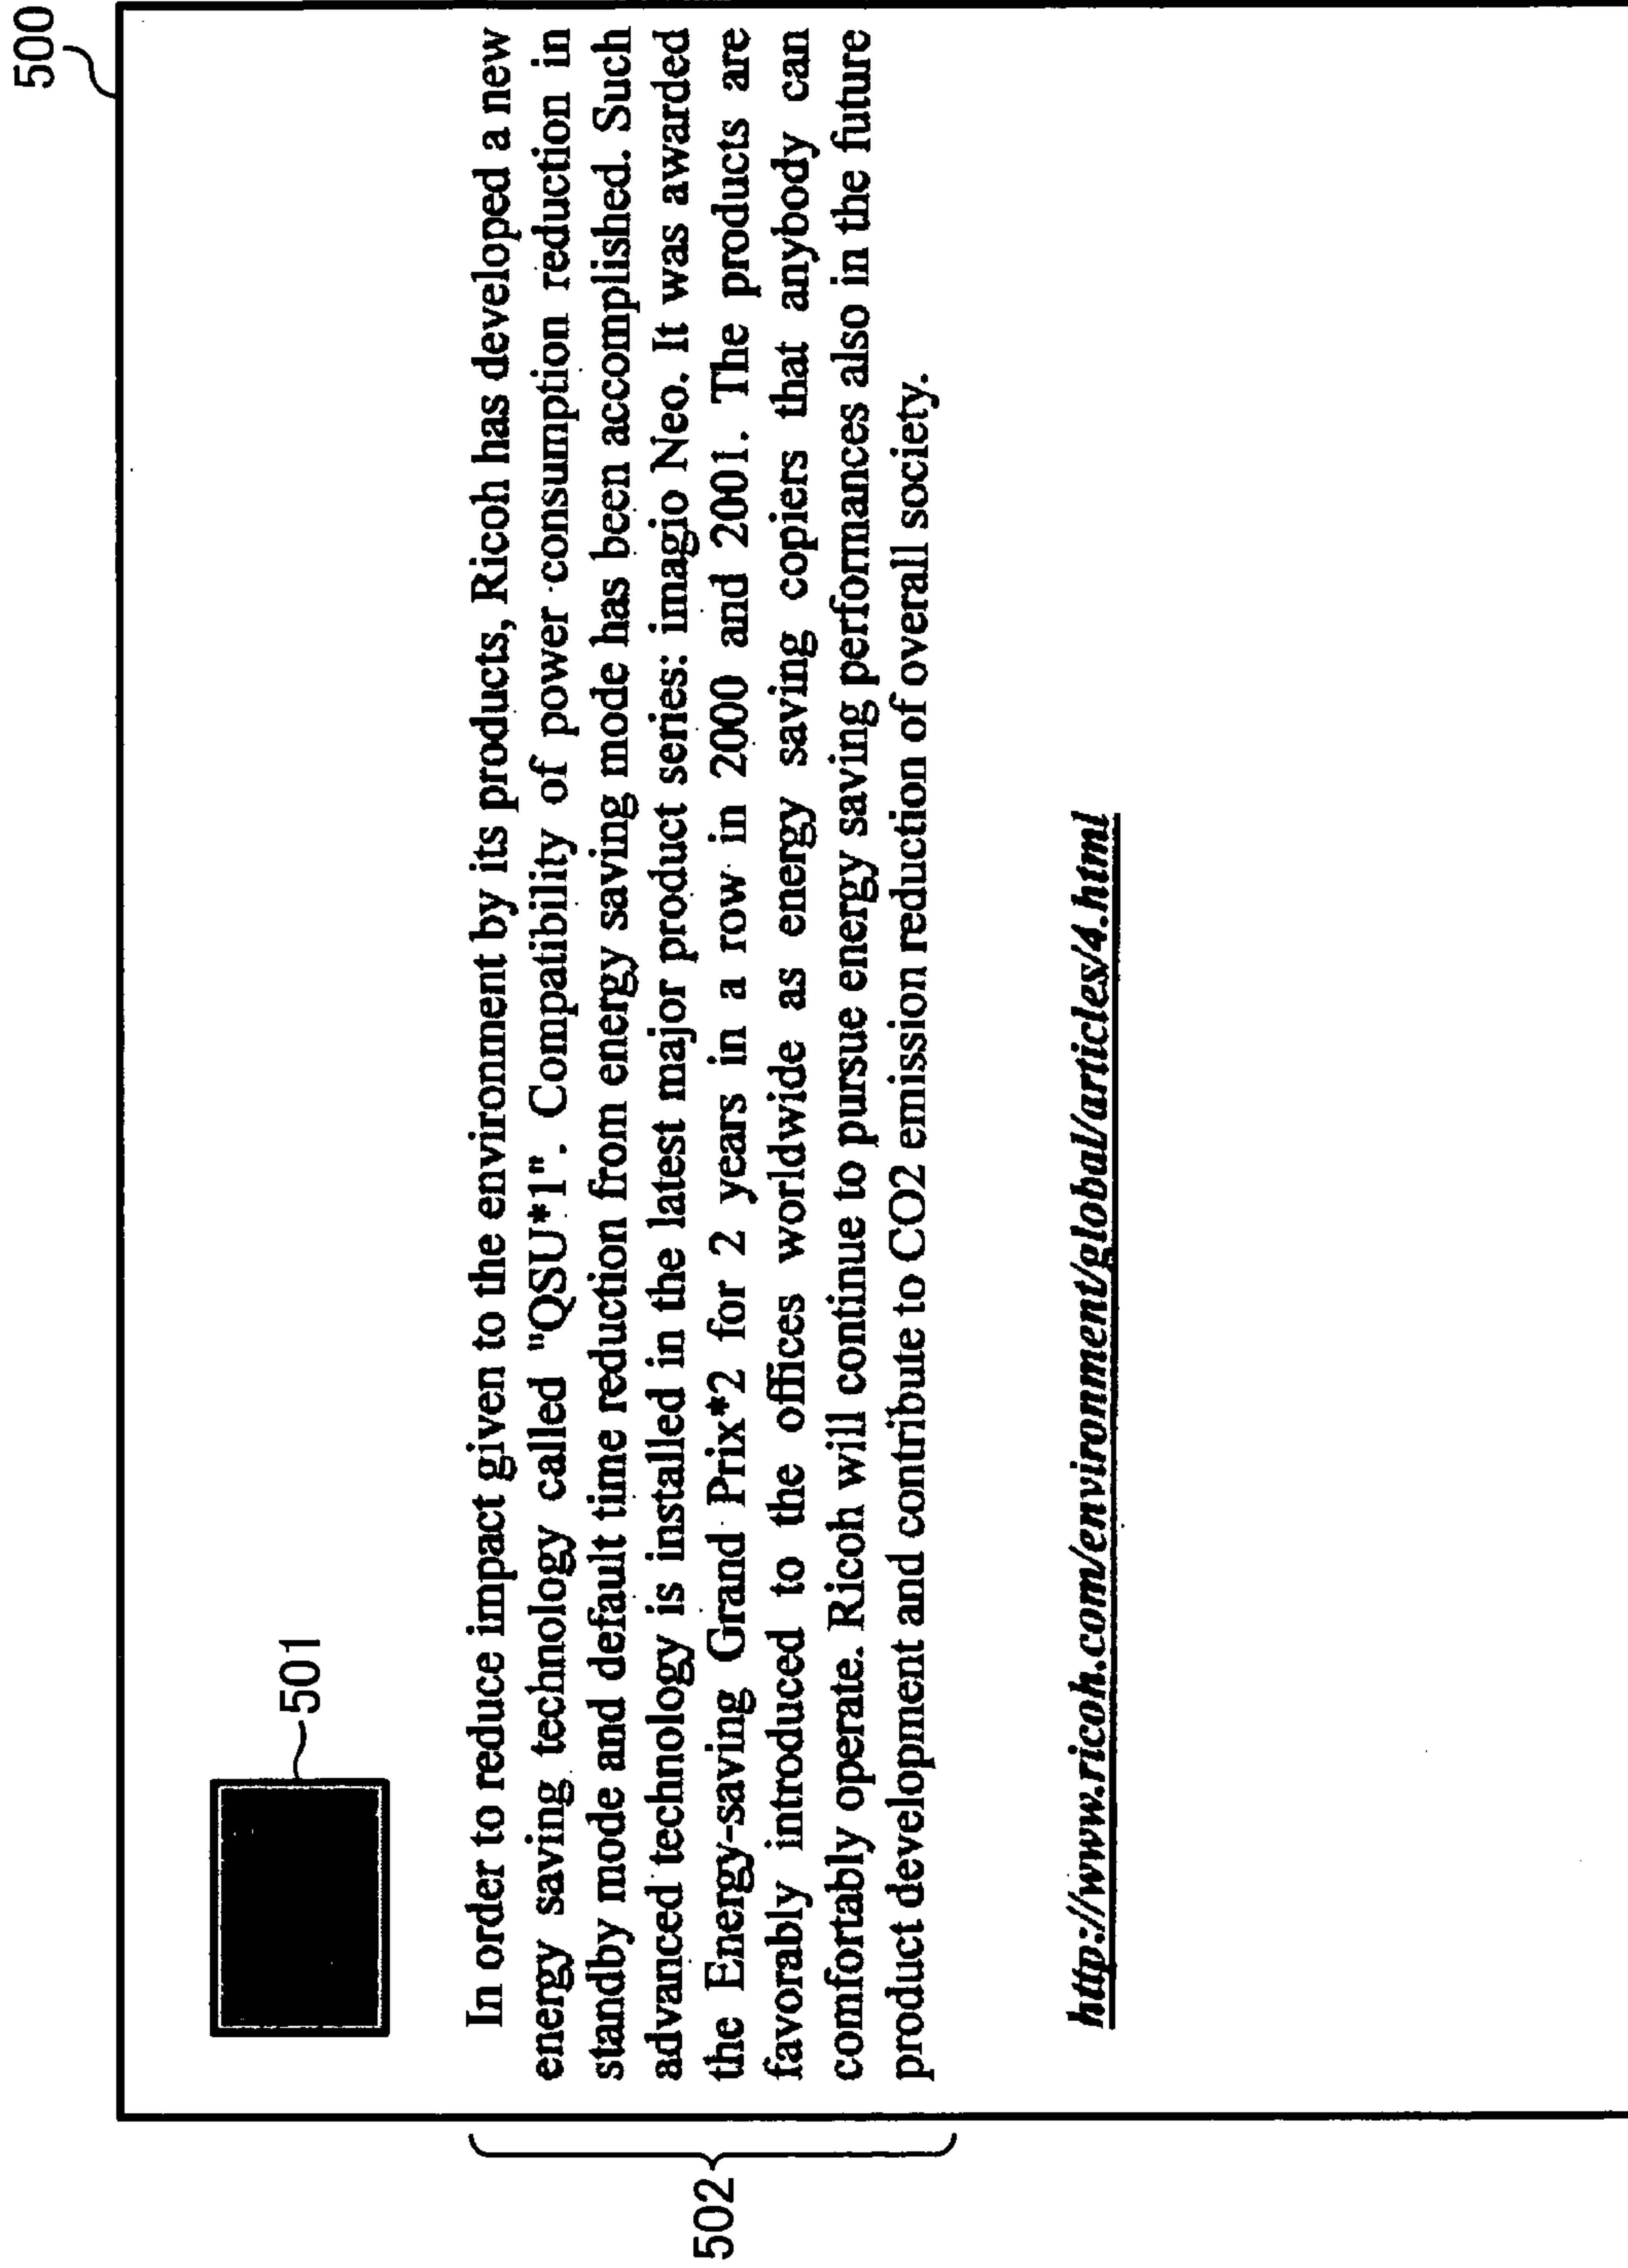 500
501
In order to reduce impact given to the environment by its products, Ricoh has developed a new
energy saving technology called "QSU*1". Compatibility of power consumption reduction in
standby mode and default time reduction from energy saving mode has been accomplished. Such
advanced technology is installed in the latest major product series: imagio Neo. It was awarded
the Energy-saving Grand Prix*2 for 2 years in a row in 2000 and 2001. The products are
favorably introduced to the offices worldwide as energy saving copiers that anybody can
comfortably operate. Ricoh will continue to pursue energy saving performances also in the future
product development and contribute to CO2 emission reduction of overall society.
502
http://www.ricoh.com/environment/global/articles/4.html